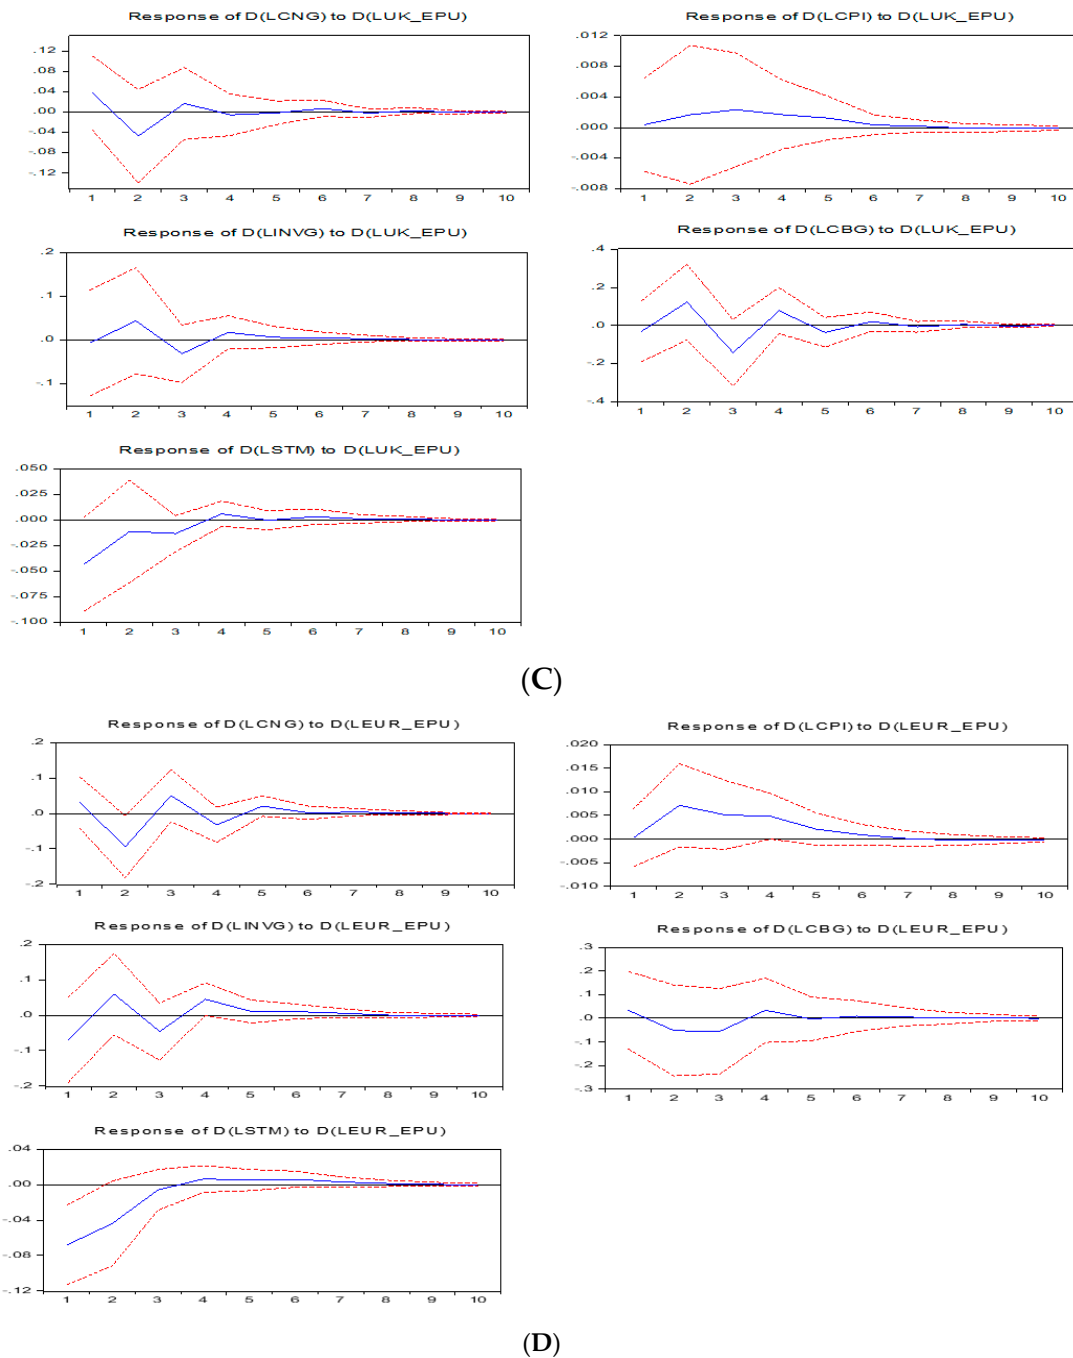 Response of D(LCNG) to D(LUK_EPU)
.12
.08
.04
.00
-.04
-.08
-.12
1 2 3 4 5 6 7 8 9 10
Response of D(LCPI) to D(LUK_EPU)
.012
.008
.004
.000
-.004
-.008
1 2 3 4 5 6 7 8 9 10
Response of D(LINVG) to D(LUK_EPU)
.2
.1
.0
-.1
1 2 3 4 5 6 7 8 9 10
Response of D(LCBG) to D(LUK_EPU)
.4
.2
.0
-.2
-.4
1 2 3 4 5 6 7 8 9 10
Response of D(LSTM) to D(LUK_EPU)
.050
.025
.000
-.025
-.050
-.075
-.100
1 2 3 4 5 6 7 8 9 10
(C)
Response of D(LCNG) to D(LEUR_EPU)
.2
.1
.0
-.1
-.2
1 2 3 4 5 6 7 8 9 10
Response of D(LCPI) to D(LEUR_EPU)
.020
.015
.010
.005
.000
-.005
-.010
1 2 3 4 5 6 7 8 9 10
Response of D(LINVG) to D(LEUR_EPU)
.2
.1
.0
-.1
-.2
1 2 3 4 5 6 7 8 9 10
Response of D(LCBG) to D(LEUR_EPU)
.3
.2
.1
.0
-.1
-.2
-.3
1 2 3 4 5 6 7 8 9 10
Response of D(LSTM) to D(LEUR_EPU)
.04
.00
-.04
-.08
-.12
1 2 3 4 5 6 7 8 9 10
(D)